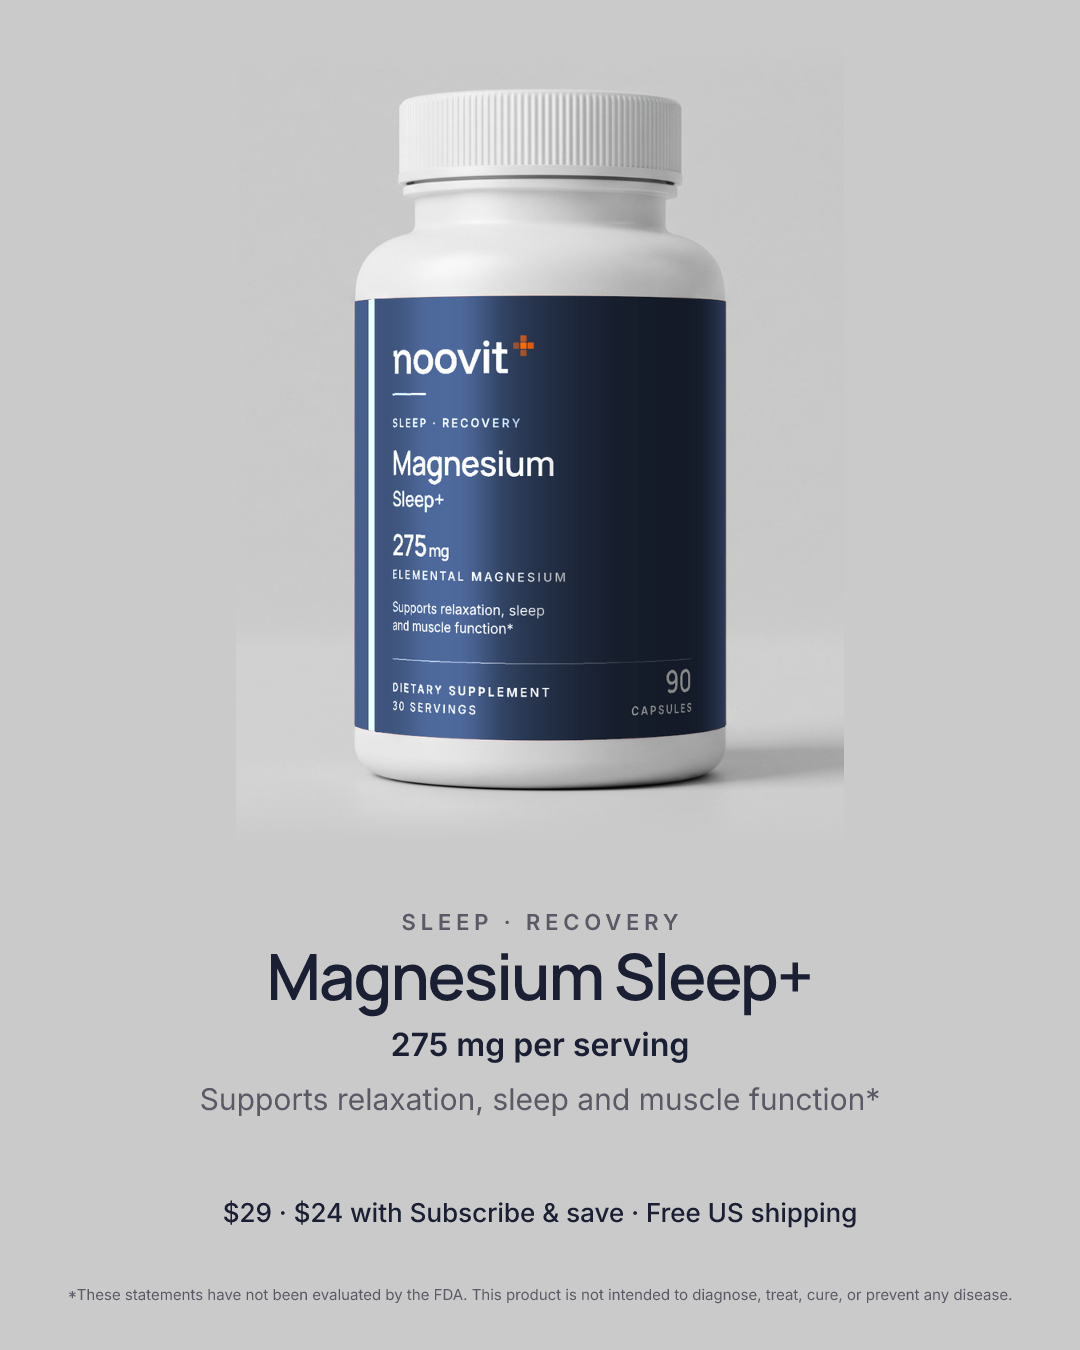 noovit
SLEEP · RECOVERY
Magnesium
Sleep+
275 mg
ELEMENTAL MAGNESIUM
Supports relaxation, sleep
and muscle function*
DIETARY SUPPLEMENT
30 SERVINGS
90
CAPSULES
SLEEP · RECOVERY
Magnesium Sleep+
275 mg per serving
Supports relaxation, sleep and muscle function*
$29 · $24 with Subscribe & save · Free US shipping
*These statements have not been evaluated by the FDA. This product is not intended to diagnose, treat, cure, or prevent any disease.